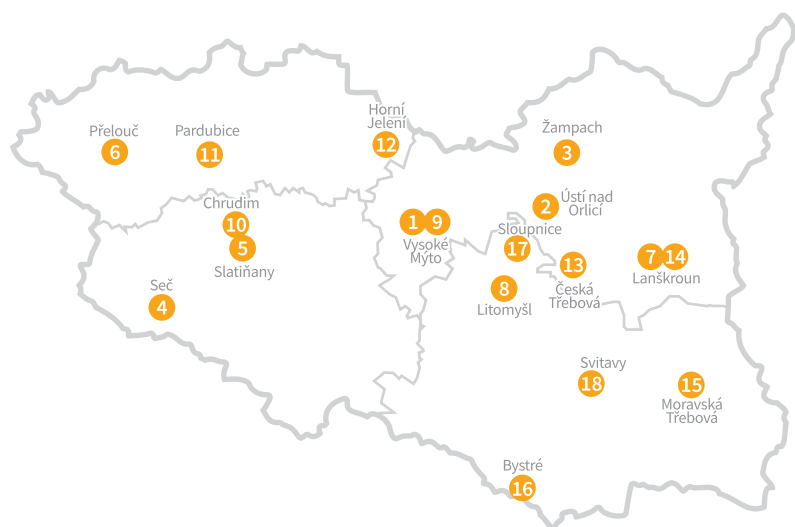 Horní
Jelení
12
Přelouč
6
Pardubice
11
Žampach
3
Ústí nad
Orlicí
2
Chrudim
10
5
Slatiňany
1 9
Vysoké
Mýto
Sloupnice
17
7 14
Lanškroun
13
Česká
Třebová
Seč
4
8
Litomyšl
Svitavy
18
15
Moravská
Třebová
Bystré
16